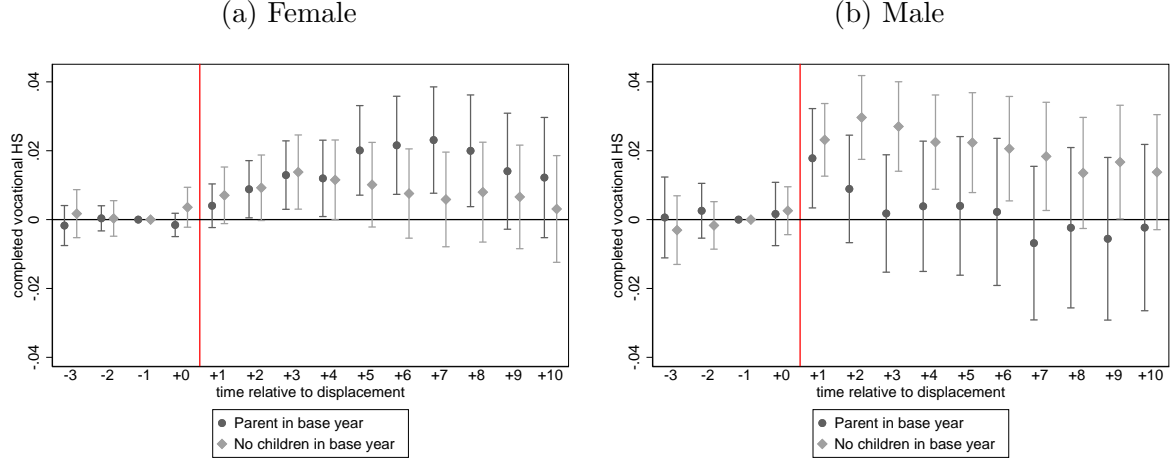 (a) Female
completed vocational HS
.04
.02
0
-.02
-.04
-3 -2 -1 +0 +1 +2 +3 +4 +5 +6 +7 +8 +9 +10
time relative to displacement
Parent in base year
No children in base year
(b) Male
completed vocational HS
.04
.02
0
-.02
-.04
-3 -2 -1 +0 +1 +2 +3 +4 +5 +6 +7 +8 +9 +10
time relative to displacement
Parent in base year
No children in base year